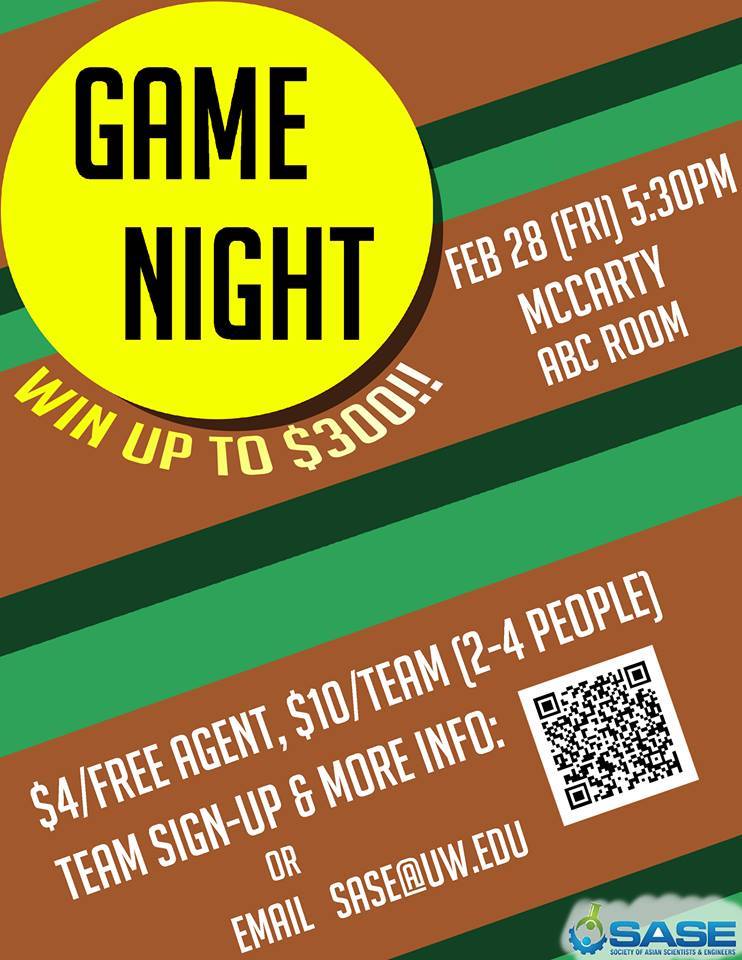 GAME
NIGHT
WIN UP TO $300!!
FEB 28 (FRI) 5:30PM
MCCARTY
ABC ROOM
$4/FREE AGENT, $10/TEAM (2-4 PEOPLE)
TEAM SIGN-UP & MORE INFO:
OR
EMAIL SASE@UW.EDU
SASE
SOCIETY OF ASIAN SCIENTISTS & ENGINEERS